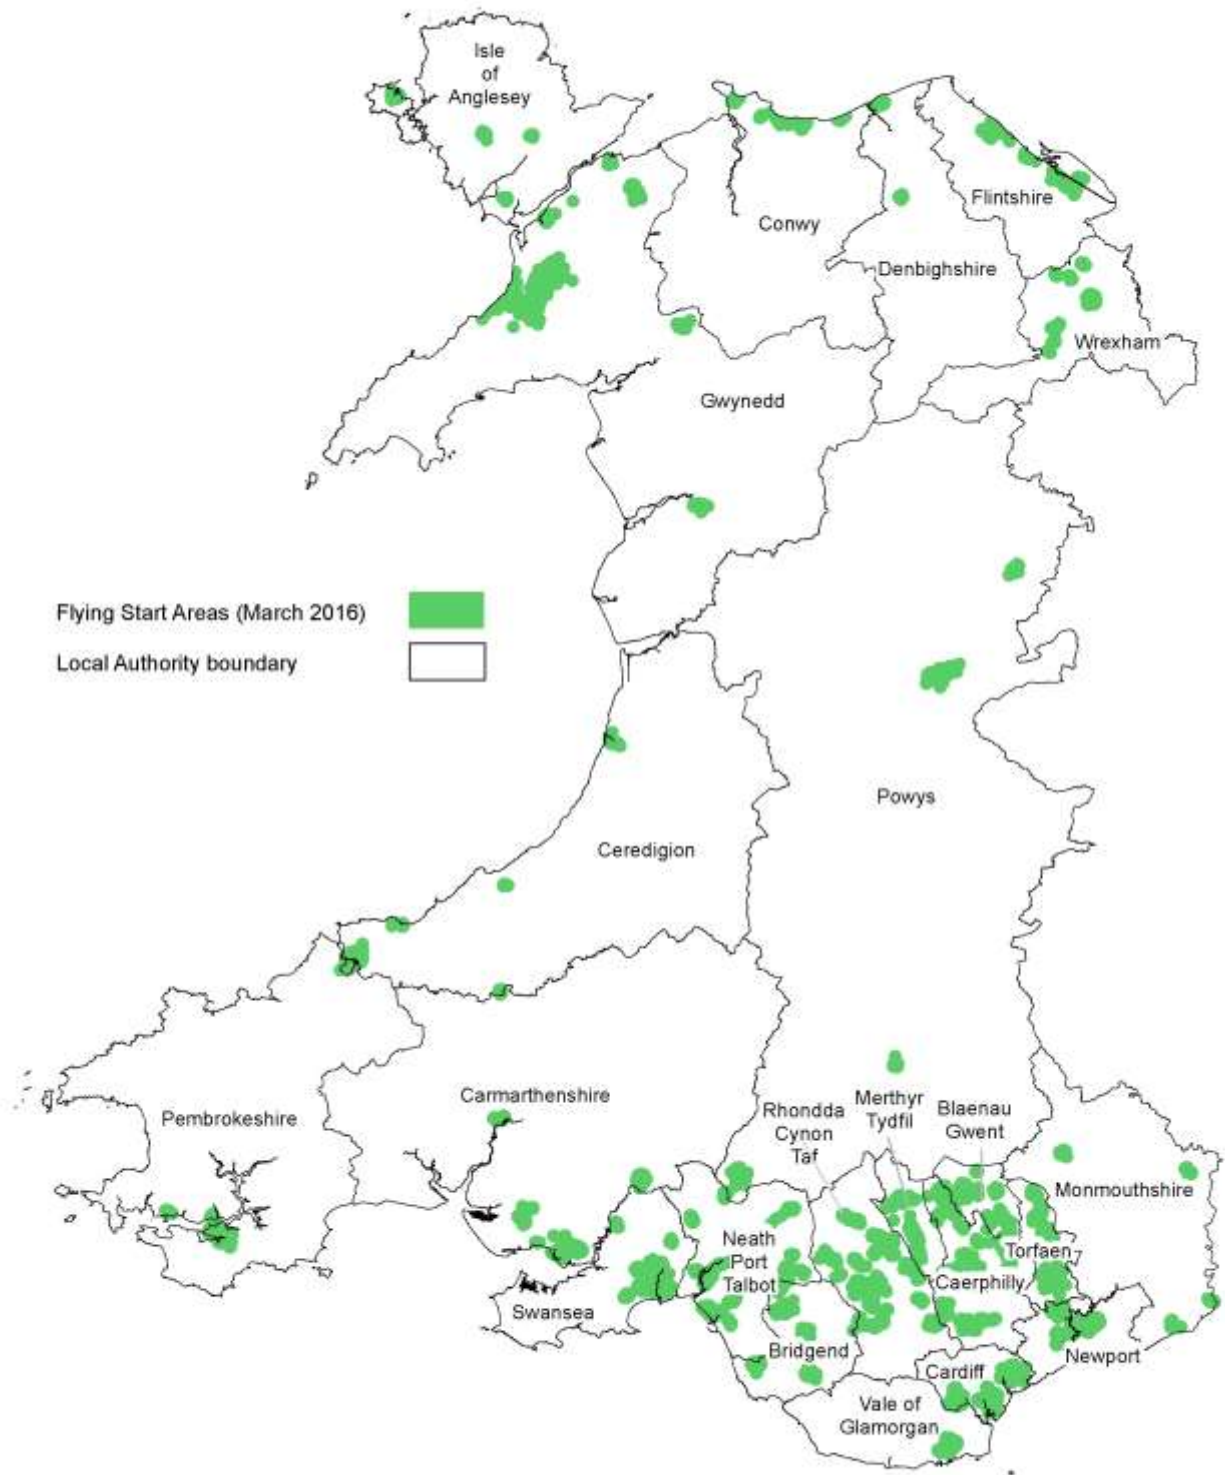 Isle
of
Anglesey
Conwy
Flintshire
Denbighshire
Wrexham
Gwynedd
Flying Start Areas (March 2016)
Local Authority boundary
Powys
Ceredigion
Carmarthenshire
Pembrokeshire
Rhondda
Cynon
Taf
Merthyr
Tydfil
Blaenau
Gwent
Monmouthshire
Neath
Port
Talbot
Torfaen
Caerphilly
Swansea
Bridgend
Newport
Cardiff
Vale of
Glamorgan